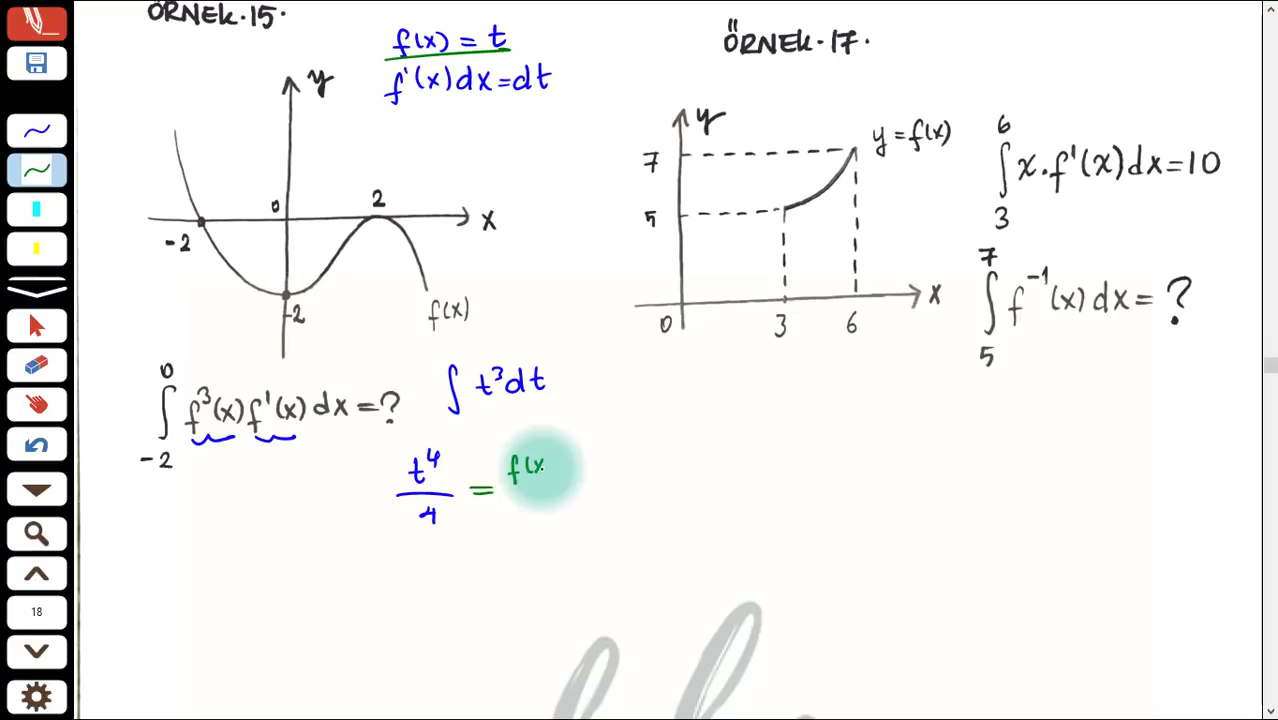 ÖRNEK.15.
f(x) = t
f'(x)dx=dt
y
0
2
x
-2
-2
f(x)
0
∫ f³(x) f'(x) dx = ?
-2
∫ t³dt
t⁴/4 = f(x
ÖRNEK.17.
y
y=f(x)
7
5
x
0
3
6
6
∫ x.f'(x)dx=10
3
7
∫ f⁻¹(x)dx= ?
5
18